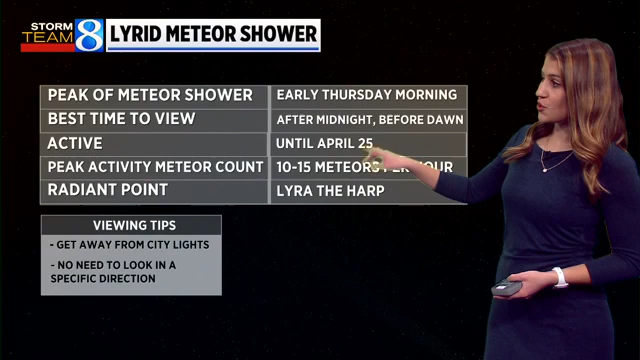 STORM
TEAM 8
LYRID METEOR SHOWER
PEAK OF METEOR SHOWER EARLY THURSDAY MORNING
BEST TIME TO VIEW AFTER MIDNIGHT, BEFORE DAWN
ACTIVE UNTIL APRIL 25
PEAK ACTIVITY METEOR COUNT 10-15 METEORS PER HOUR
RADIANT POINT LYRA THE HARP
VIEWING TIPS
- GET AWAY FROM CITY LIGHTS
- NO NEED TO LOOK IN A
SPECIFIC DIRECTION